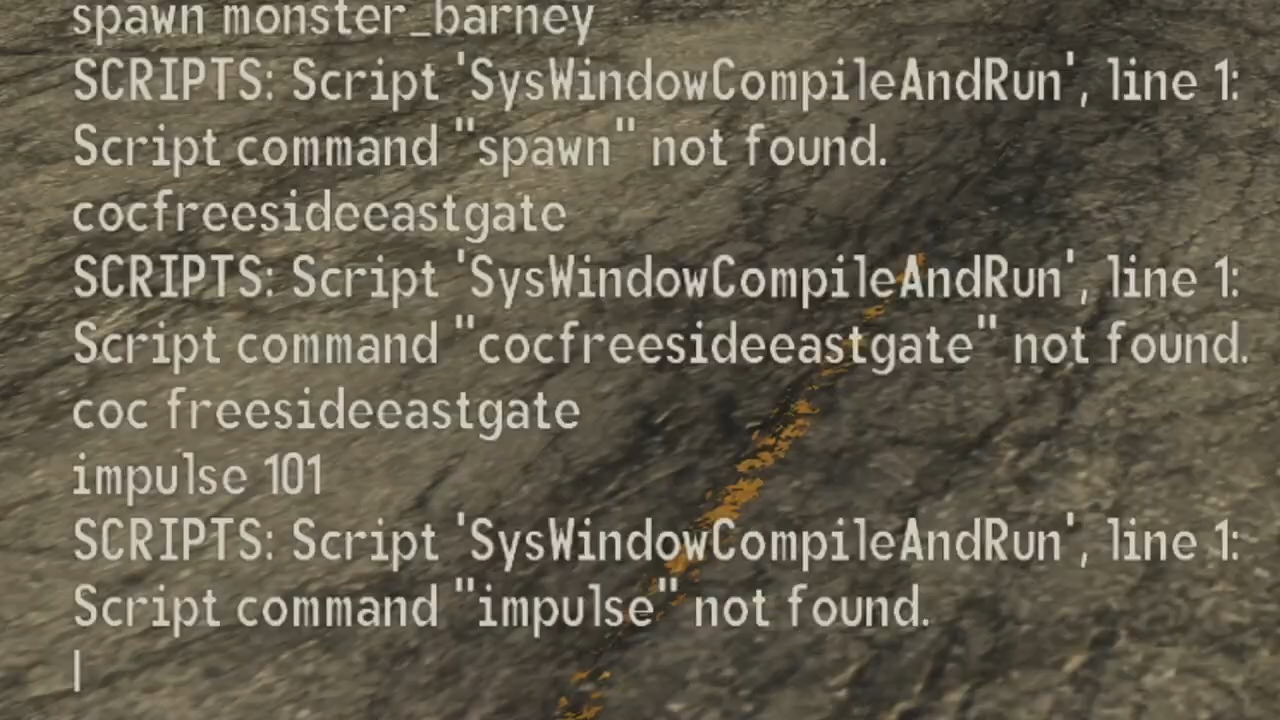 spawn monster_barney
SCRIPTS: Script 'SysWindowCompileAndRun', line 1:
Script command "spawn" not found.
cocfreesideeastgate
SCRIPTS: Script 'SysWindowCompileAndRun', line 1:
Script command "cocfreesideeastgate" not found.
coc freesideeastgate
impulse 101
SCRIPTS: Script 'SysWindowCompileAndRun', line 1:
Script command "impulse" not found.
|